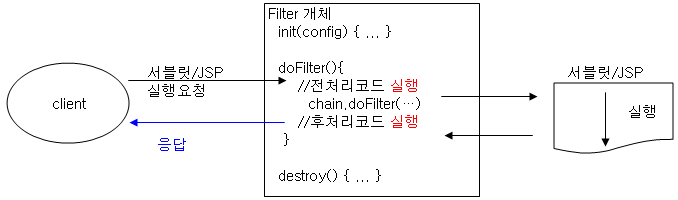 Filter 개체
init(config) { ... }
doFilter(){
//전처리코드 실행
chain.doFilter(…)
//후처리코드 실행
}
destroy() { ... }
client
서블릿/JSP
실행요청
응답
서블릿/JSP
실행